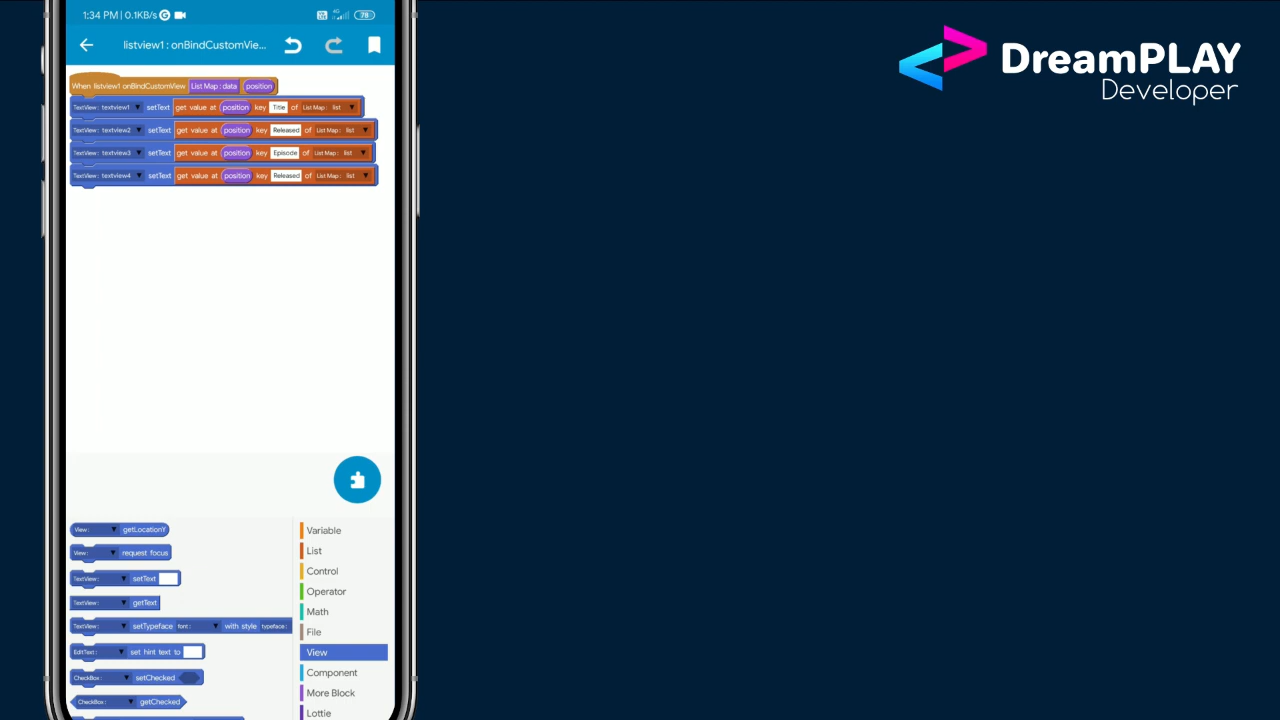 1:34 PM | 0.1KB/s G 78
listview1 : onBindCustomVie...
DreamPLAY
Developer
When listview1 onBindCustomView List Map : data position
TextView: textview1 setText get value at position key Title of List Map: list
TextView: textview2 setText get value at position key Released of List Map: list
TextView: textview3 setText get value at position key Episode of List Map: list
TextView: textview4 setText get value at position key Released of List Map: list
View: getLocationY
View: request focus
TextView: setText
TextView: getText
TextView: setTypeface font: with style typeface:
EditText: set hint text to
CheckBox: setChecked
CheckBox: getChecked
Variable
List
Control
Operator
Math
File
View
Component
More Block
Lottie